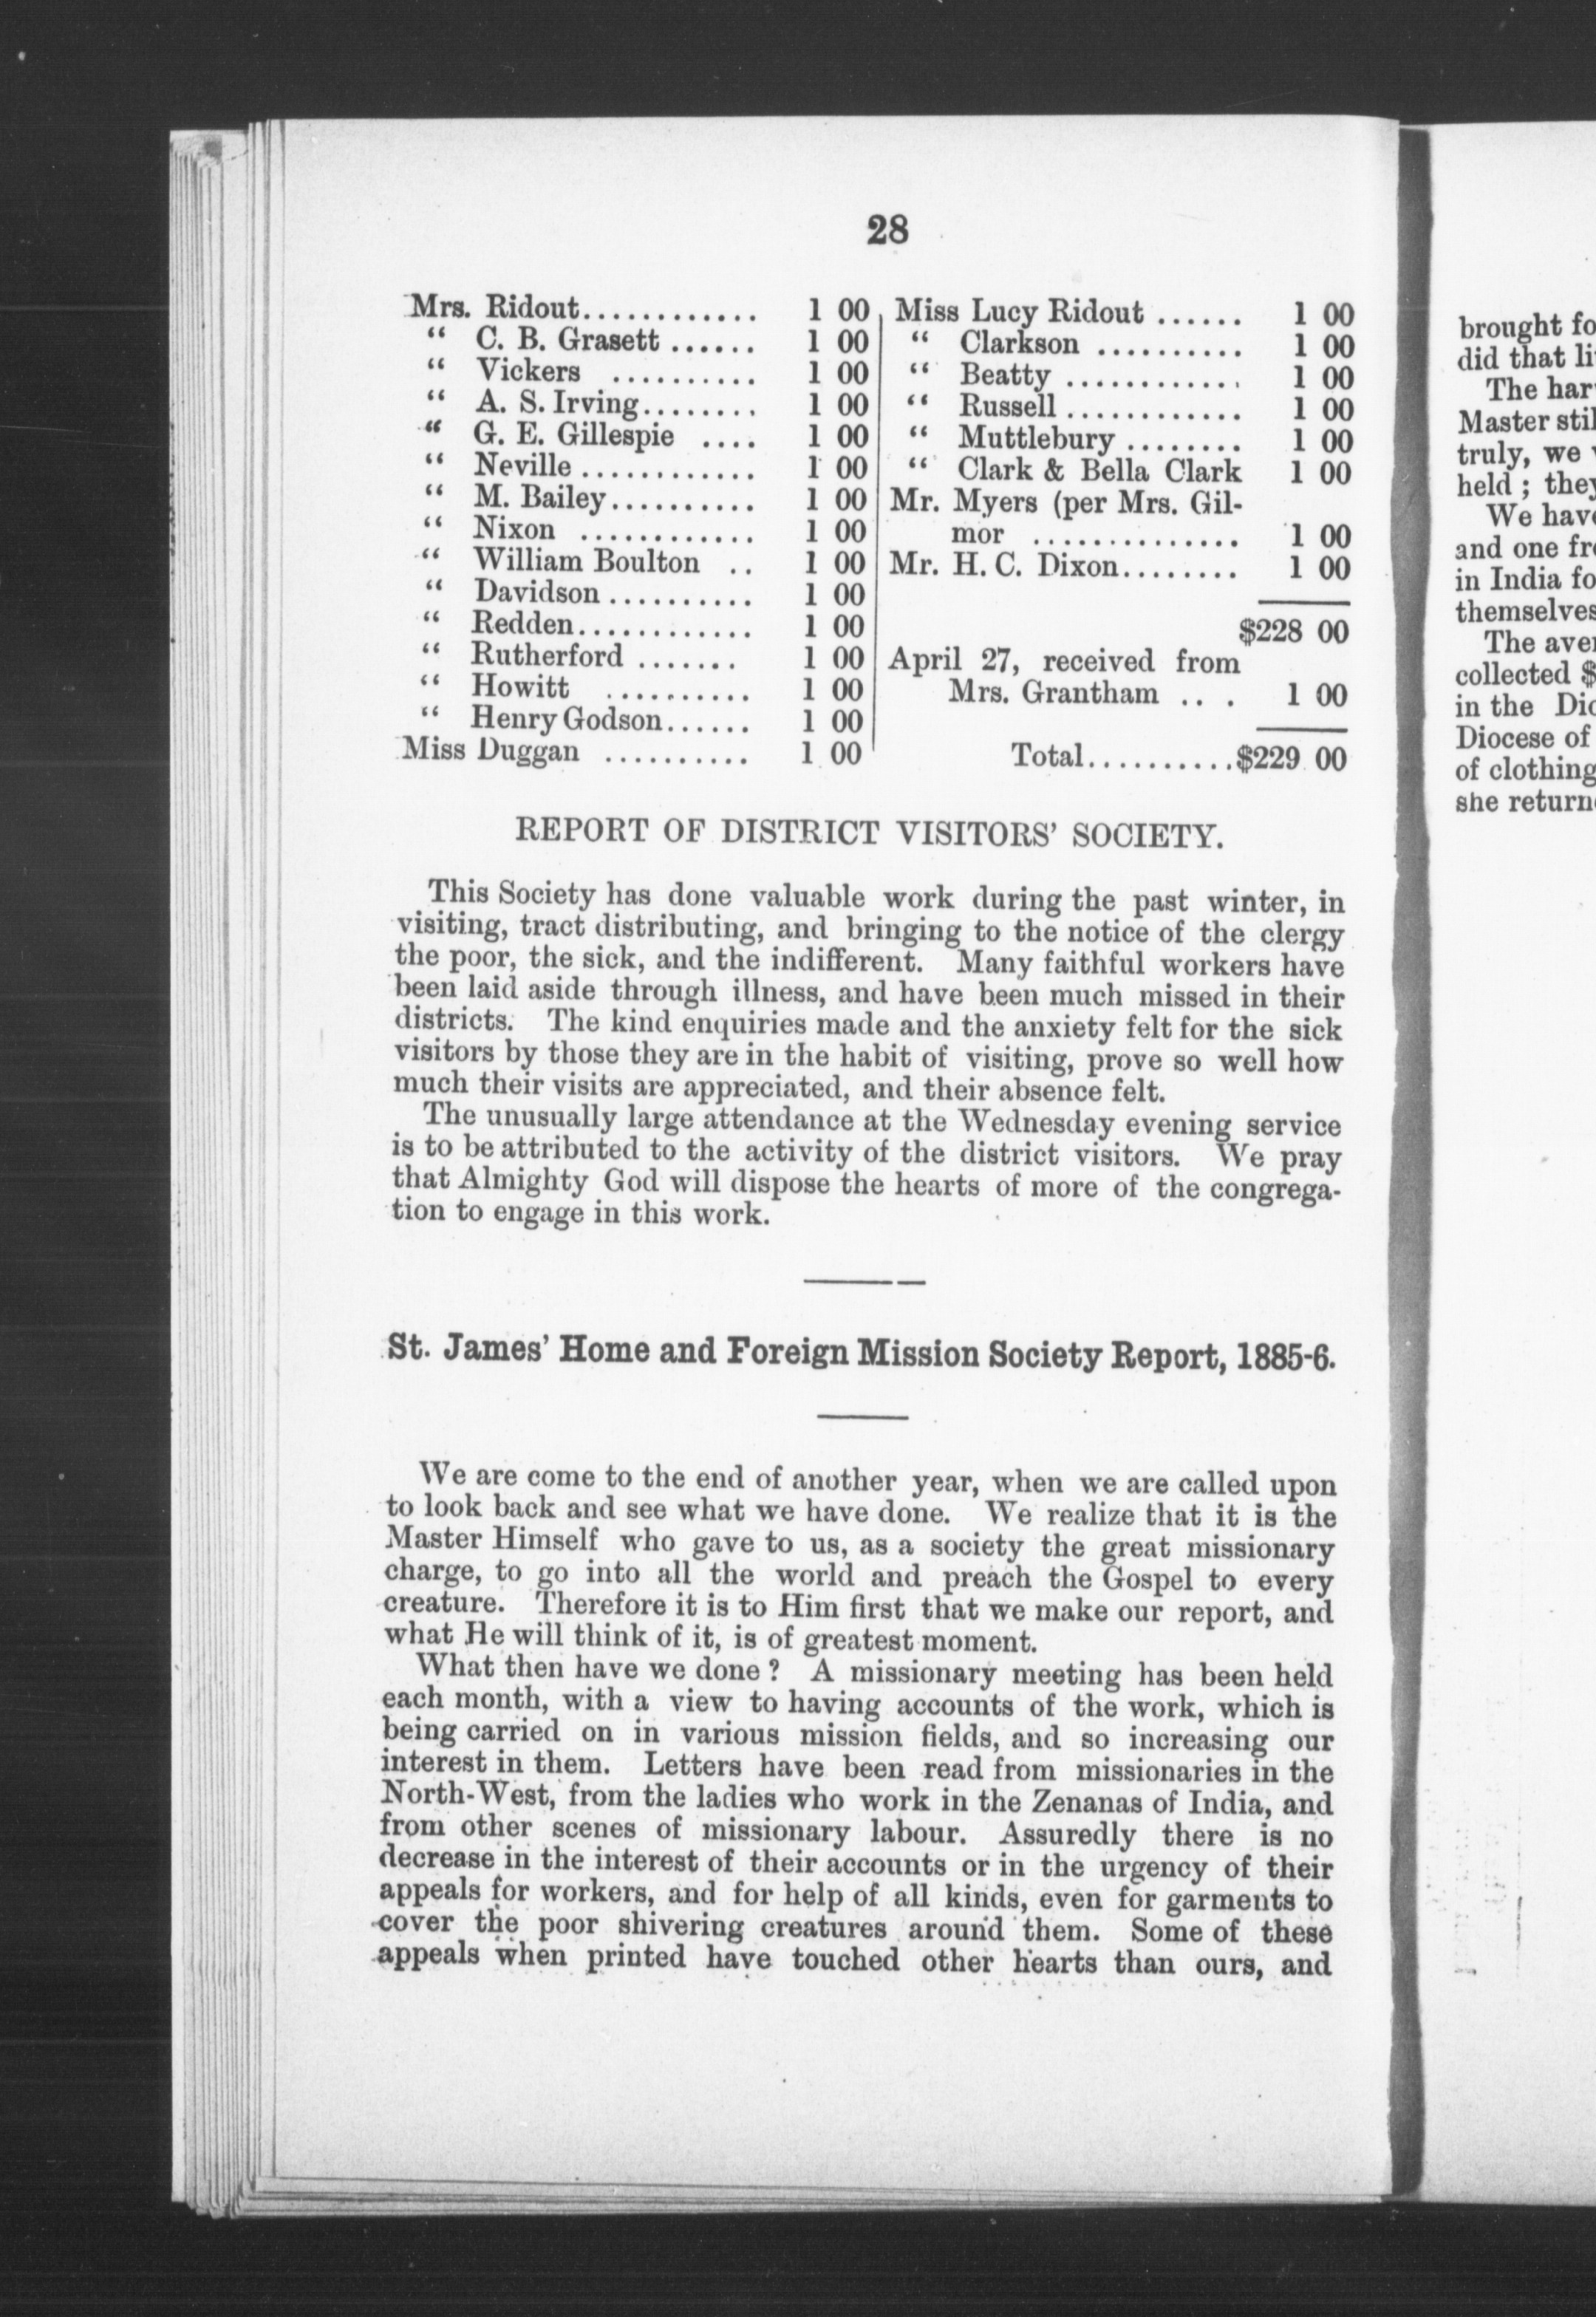 28
Mrs. Ridout............ 1 00
“ C. B. Grasett ...... 1 00
“ Vickers .......... 1 00
“ A. S. Irving........ 1 00
“ G. E. Gillespie .... 1 00
“ Neville ............ 1 00
“ M. Bailey.......... 1 00
“ Nixon ............ 1 00
“ William Boulton .. 1 00
“ Davidson .......... 1 00
“ Redden............ 1 00
“ Rutherford ....... 1 00
“ Howitt .......... 1 00
“ Henry Godson...... 1 00
Miss Duggan .......... 1 00
Miss Lucy Ridout ...... 1 00
“ Clarkson .......... 1 00
“ Beatty ............ 1 00
“ Russell ............ 1 00
“ Muttlebury ........ 1 00
“ Clark & Bella Clark 1 00
Mr. Myers (per Mrs. Gil-
mor .............. 1 00
Mr. H. C. Dixon........ 1 00
$228 00
April 27, received from
Mrs. Grantham ... 1 00
Total..........$229 00
REPORT OF DISTRICT VISITORS’ SOCIETY.
This Society has done valuable work during the past winter, in
visiting, tract distributing, and bringing to the notice of the clergy
the poor, the sick, and the indifferent. Many faithful workers have
been laid aside through illness, and have been much missed in their
districts. The kind enquiries made and the anxiety felt for the sick
visitors by those they are in the habit of visiting, prove so well how
much their visits are appreciated, and their absence felt.
The unusually large attendance at the Wednesday evening service
is to be attributed to the activity of the district visitors. We pray
that Almighty God will dispose the hearts of more of the congrega-
tion to engage in this work.
St. James’ Home and Foreign Mission Society Report, 1885-6.
We are come to the end of another year, when we are called upon
to look back and see what we have done. We realize that it is the
Master Himself who gave to us, as a society the great missionary
charge, to go into all the world and preach the Gospel to every
creature. Therefore it is to Him first that we make our report, and
what He will think of it, is of greatest moment.
What then have we done ? A missionary meeting has been held
each month, with a view to having accounts of the work, which is
being carried on in various mission fields, and so increasing our
interest in them. Letters have been read from missionaries in the
North-West, from the ladies who work in the Zenanas of India, and
from other scenes of missionary labour. Assuredly there is no
decrease in the interest of their accounts or in the urgency of their
appeals for workers, and for help of all kinds, even for garments to
cover the poor shivering creatures around them. Some of these
appeals when printed have touched other hearts than ours, and
brought
did that
The
Master
truly, we
held ;
We
and one
in India
themselves
The
collected $
in the
Diocese of
of clothing
she